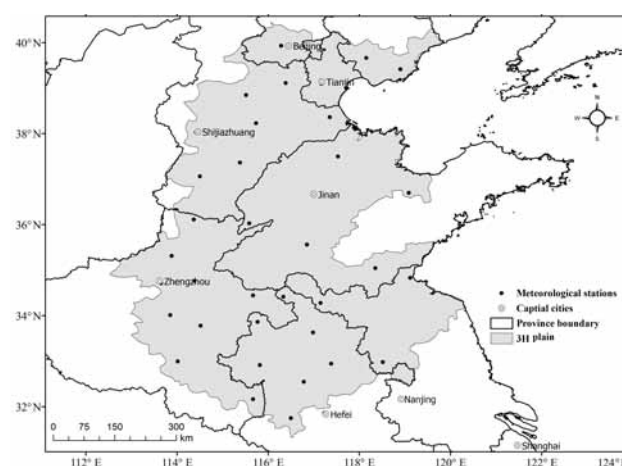 40°N
38°N
36°N
34°N
32°N
Beijing
Tianjin
Shijiazhuang
Jinan
Zhengzhou
Hefei
Nanjing
Shanghai
N
W
E
S
Meteorological stations
Captial cities
Province boundary
3H plain
0 75 150 300
km
112°E 114°E 116°E 118°E 120°E 122°E 124°E